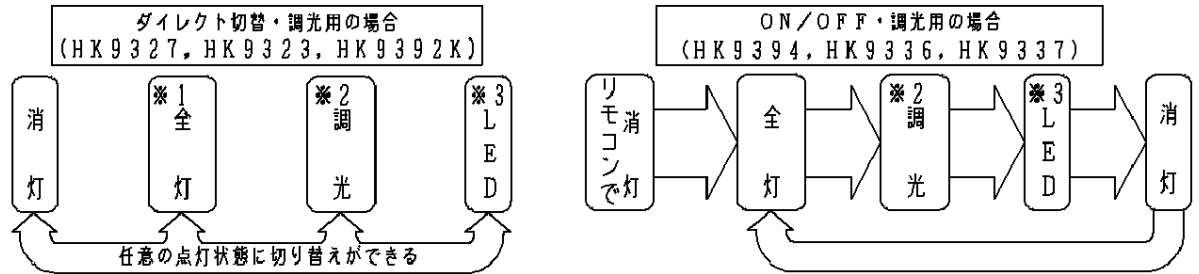 ダイレクト切替・調光用の場合
(HK9327,HK9323,HK9392K)
消灯
※1
全灯
※2
調光
※3
LED
任意の点灯状態に切り替えができる
ON/OFF・調光用の場合
(HK9394,HK9336,HK9337)
リモコンで
消灯
全灯
※2
調光
※3
LED
消灯